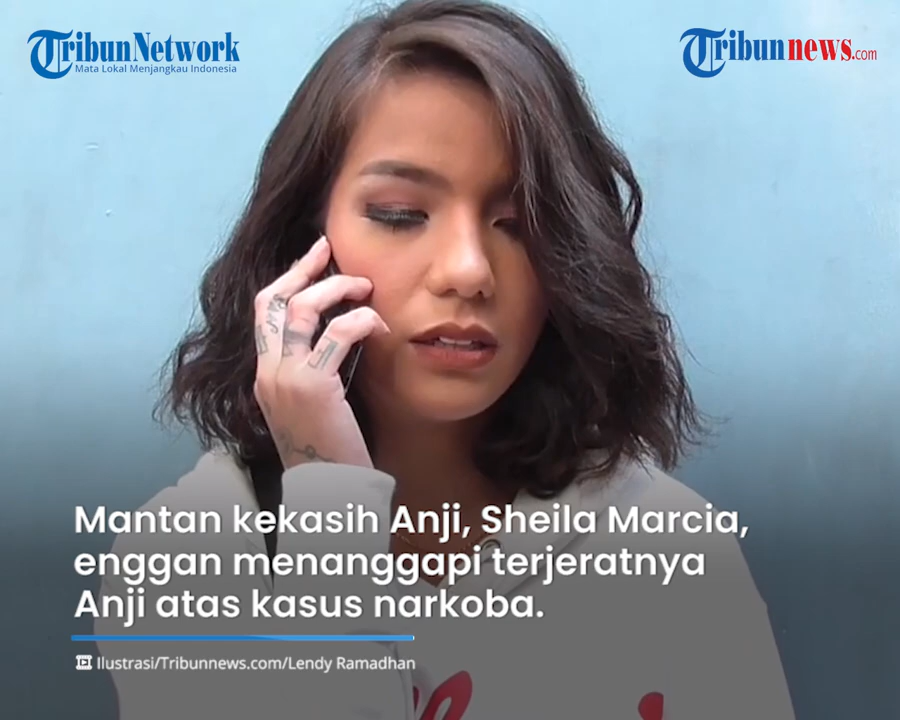 TribunNetwork
Mata Lokal Menjangkau Indonesia
Tribunnews.com
Mantan kekasih Anji, Sheila Marcia,
enggan menanggapi terjeratnya
Anji atas kasus narkoba.
Ilustrasi/Tribunnews.com/Lendy Ramadhan